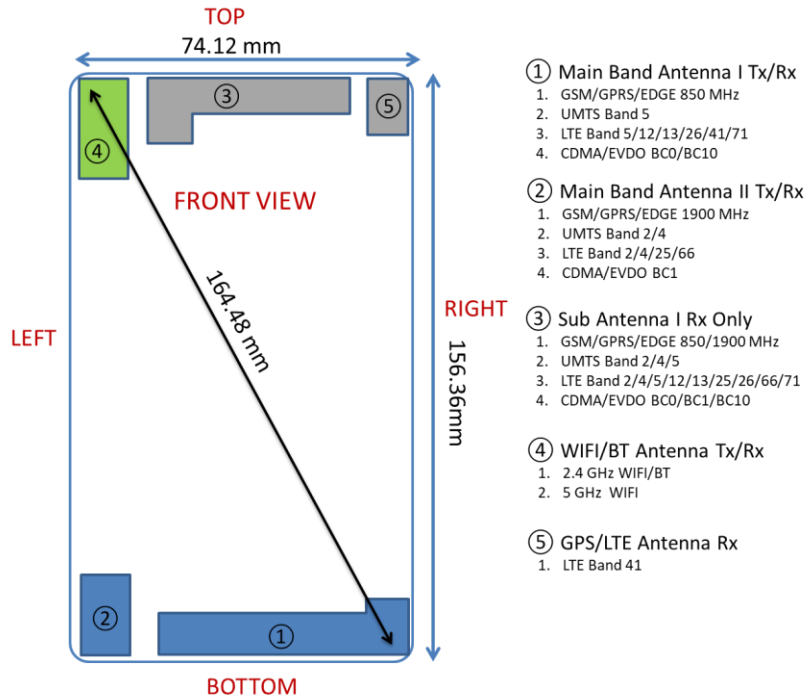 TOP
74.12 mm
③
⑤
④
FRONT VIEW
164.48 mm
LEFT
RIGHT
156.36mm
②
①
BOTTOM
① Main Band Antenna I Tx/Rx
1. GSM/GPRS/EDGE 850 MHz
2. UMTS Band 5
3. LTE Band 5/12/13/26/41/71
4. CDMA/EVDO BC0/BC10
② Main Band Antenna II Tx/Rx
1. GSM/GPRS/EDGE 1900 MHz
2. UMTS Band 2/4
3. LTE Band 2/4/25/66
4. CDMA/EVDO BC1
③ Sub Antenna I Rx Only
1. GSM/GPRS/EDGE 850/1900 MHz
2. UMTS Band 2/4/5
3. LTE Band 2/4/5/12/13/25/26/66/71
4. CDMA/EVDO BC0/BC1/BC10
④ WIFI/BT Antenna Tx/Rx
1. 2.4 GHz WIFI/BT
2. 5 GHz WIFI
⑤ GPS/LTE Antenna Rx
1. LTE Band 41